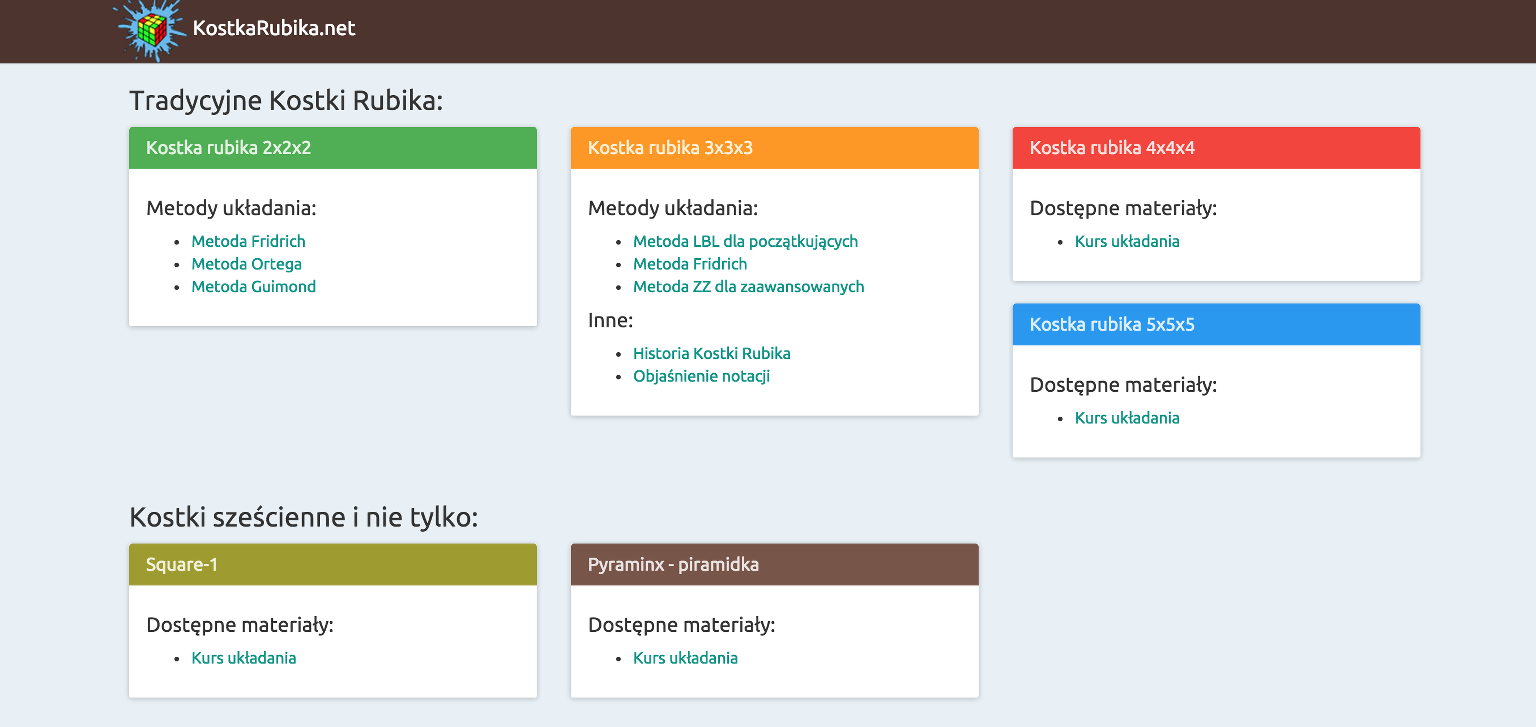 KostkaRubika.net
Tradycyjne Kostki Rubika:
Kostka rubika 2x2x2
Metody układania:
Metoda Fridrich
Metoda Ortega
Metoda Guimond
Kostka rubika 3x3x3
Metody układania:
Metoda LBL dla początkujących
Metoda Fridrich
Metoda ZZ dla zaawansowanych
Inne:
Historia Kostki Rubika
Objaśnienie notacji
Kostka rubika 4x4x4
Dostępne materiały:
Kurs układania
Kostka rubika 5x5x5
Dostępne materiały:
Kurs układania
Kostki sześcienne i nie tylko:
Square-1
Dostępne materiały:
Kurs układania
Pyraminx - piramidka
Dostępne materiały:
Kurs układania